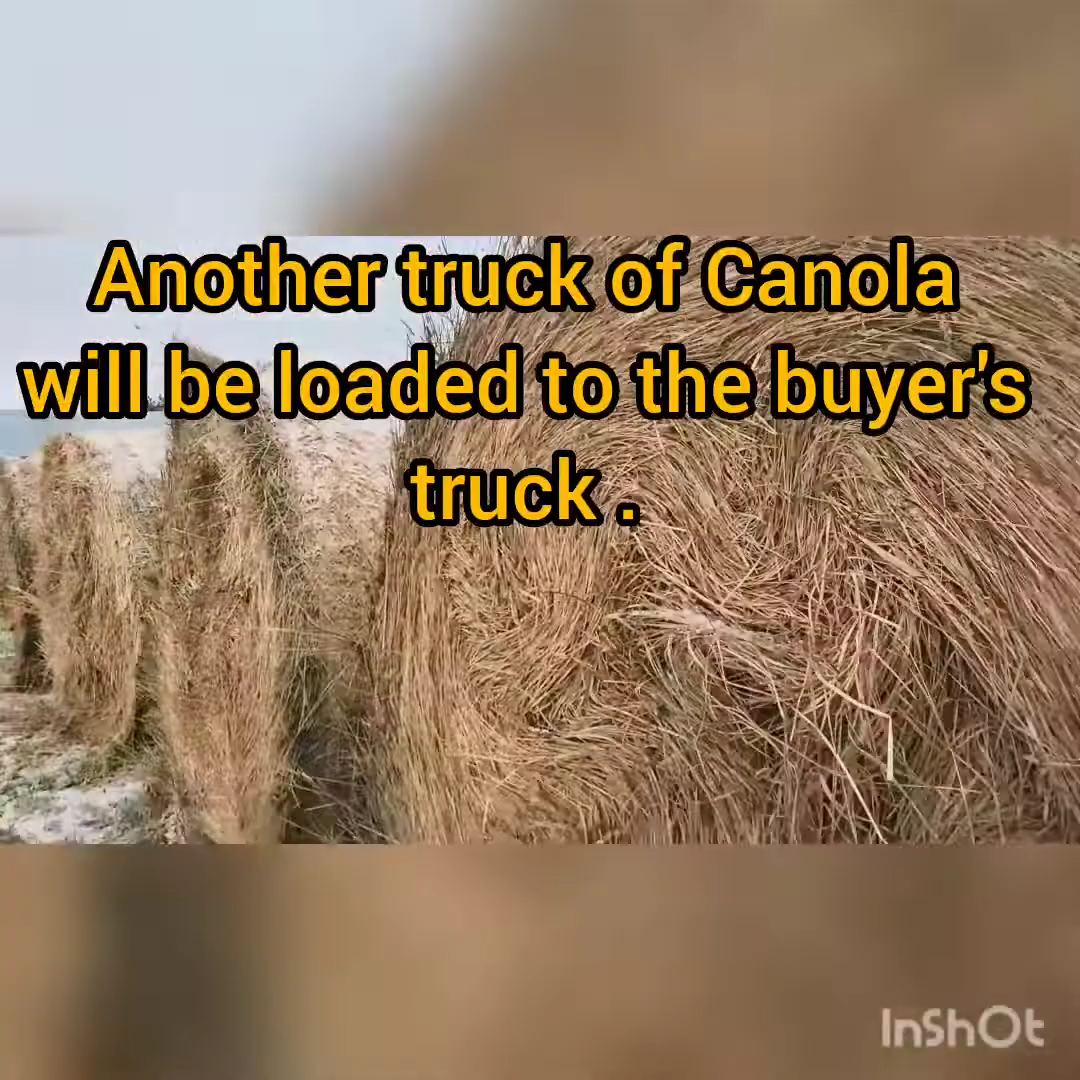 Another truck of Canola
will be loaded to the buyer's
truck .
InShOt